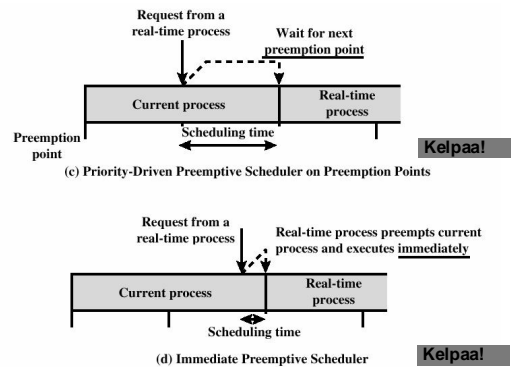 Request from a
real-time process
Wait for next
preemption point
Current process
Real-time
process
Preemption
point
Scheduling time
Kelpaa!
(c) Priority-Driven Preemptive Scheduler on Preemption Points
Request from a
real-time process
Real-time process preempts current
process and executes immediately
Current process
Real-time
process
Scheduling time
Kelpaa!
(d) Immediate Preemptive Scheduler